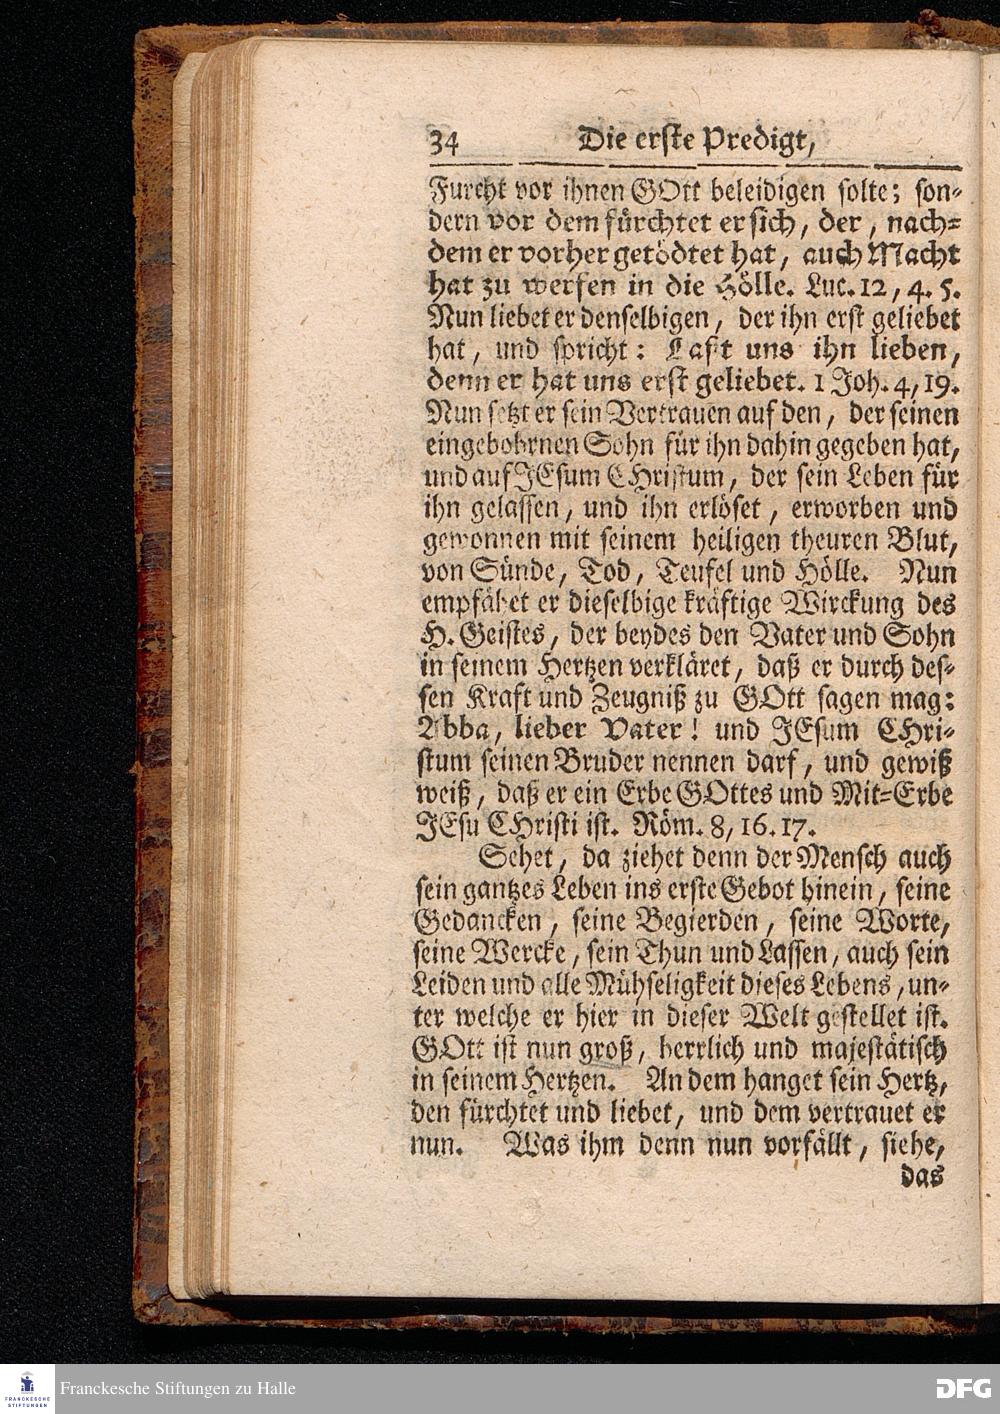 34 Die erste Predigt,
Furcht vor ihnen GOtt beleidigen solte; son-
dern vor dem fürchtet er sich, der, nach-
dem er vorher getödtet hat, auch Macht
hat zu werfen in die Hölle. Luc. 12, 4. 5.
Nun liebet er denselbigen, der ihn erst geliebet
hat, und spricht: Laßt uns ihn lieben,
denn er hat uns erst geliebet. 1 Joh. 4, 19.
Nun setzt er sein Vertrauen auf den, der seinen
eingebohrnen Sohn für ihn dahin gegeben hat,
und auf JEsum CHristum, der sein Leben für
ihn gelassen, und ihn erlöset, erworben und
gewonnen mit seinem heiligen theuren Blut,
von Sünde, Tod, Teufel und Hölle. Nun
empfähet er dieselbige kräftige Wirckung des
H. Geistes, der beydes den Vater und Sohn
in seinem Hertzen verkläret, daß er durch des-
sen Kraft und Zeugniß zu GOtt sagen mag:
Abba, lieber Vater! und JEsum CHri-
stum seinen Bruder nennen darf, und gewiß
weiß, daß er ein Erbe GOttes und Mit-Erbe
JEsu CHristi ist. Röm. 8, 16. 17.
Sehet, da ziehet denn der Mensch auch
sein gantzes Leben ins erste Gebot hinein, seine
Gedancken, seine Begierden, seine Worte,
seine Wercke, sein Thun und Lassen, auch sein
Leiden und alle Mühseligkeit dieses Lebens, un-
ter welche er hier in dieser Welt gestellet ist.
GOtt ist nun groß, herrlich und majestätisch
in seinem Hertzen. An dem hanget sein Hertz,
den fürchtet und liebet, und dem vertrauet er
nun. Was ihm denn nun vorfällt, siehe,
das
FRANCKESCHE STIFTUNGEN
Franckesche Stiftungen zu Halle
DFG